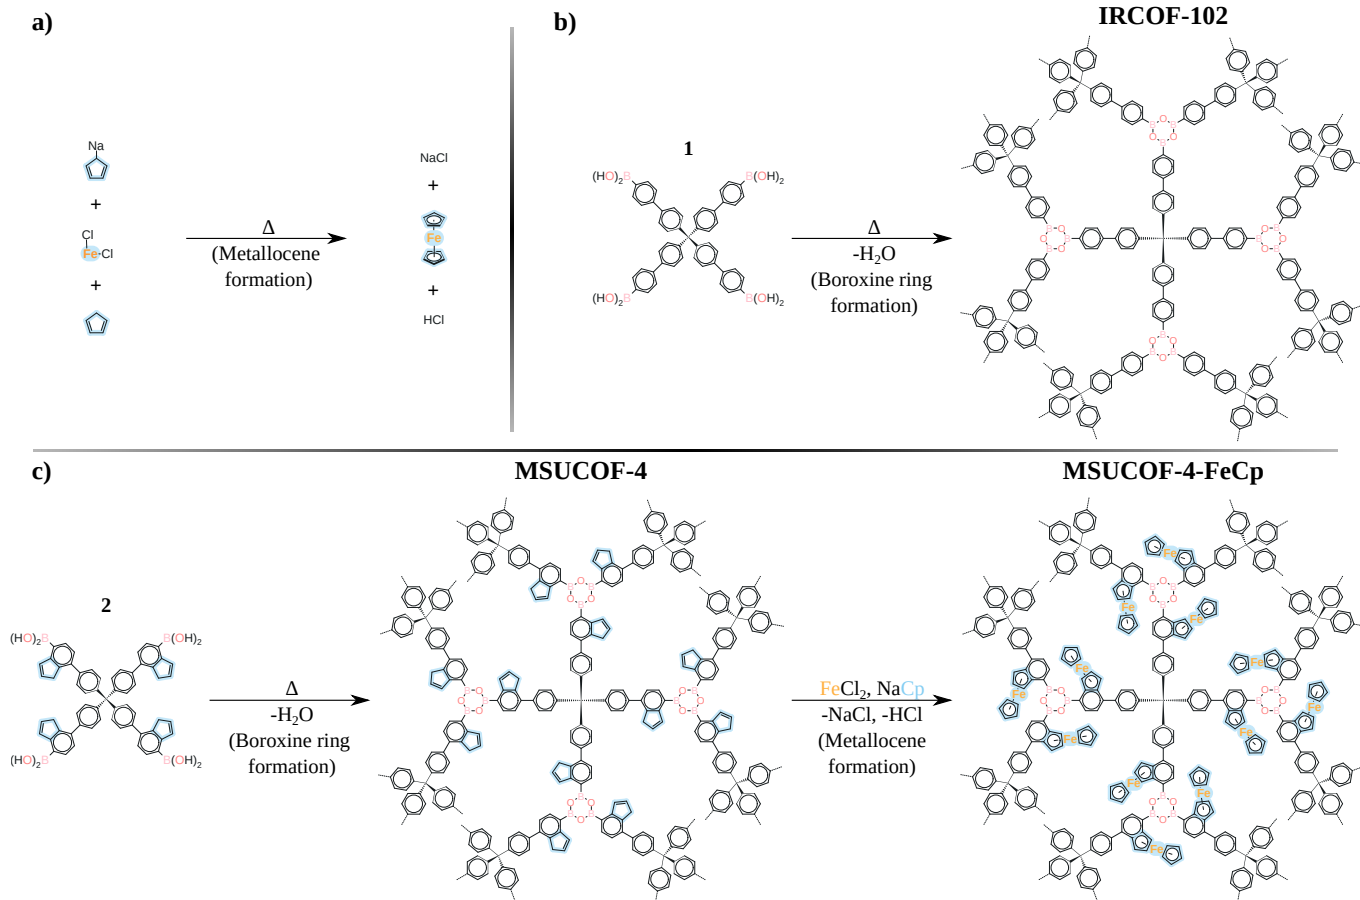 a)
Na
+
Cl
Fe Cl
+
Δ
(Metallocene
formation)
NaCl
+
Fe
+
HCl
b)
1
(HO)2B B(OH)2
(HO)2B B(OH)2
Δ
-H2O
(Boroxine ring
formation)
IRCOF-102
B O B
O O
B
B O
O B
B O
O B
B O
B O
B
O O
B O B
c)
2
(HO)2B B(OH)2
(HO)2B B(OH)2
Δ
-H2O
(Boroxine ring
formation)
MSUCOF-4
B O B
O O
B
B O
O B
B O
O B
B O
B O
B
O O
B O B
FeCl2, NaCp
-NaCl, -HCl
(Metallocene
formation)
MSUCOF-4-FeCp
Fe
B O B
O O
B
Fe Fe
Fe Fe
Fe Fe
B O
O B
B O
O B
B O
B O
Fe Fe
Fe Fe
B
O O
B O B
Fe